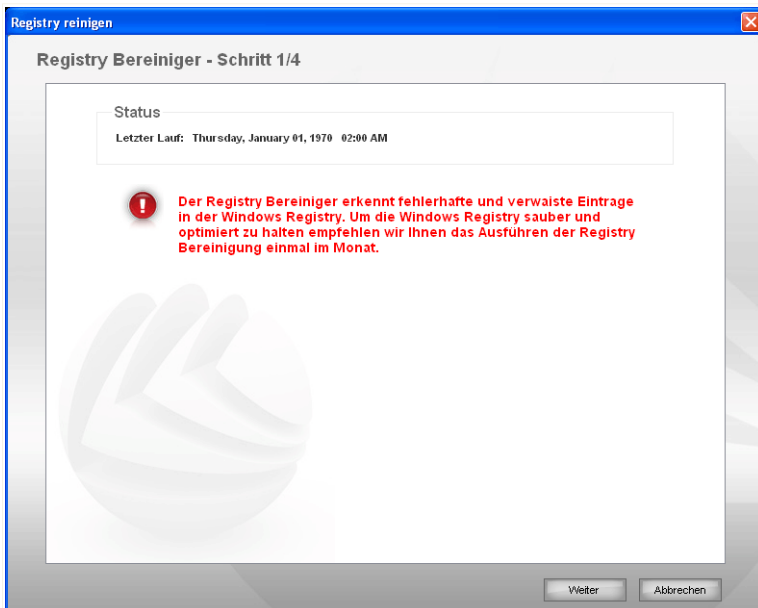 Registry reinigen
Registry Bereiniger - Schritt 1/4
Status
Letzter Lauf: Thursday, January 01, 1970 02:00 AM
Der Registry Bereiniger erkennt fehlerhafte und verwaiste Eintrage
in der Windows Registry. Um die Windows Registry sauber und
optimiert zu halten empfehlen wir Ihnen das Ausführen der Registry
Bereinigung einmal im Monat.
Weiter
Abbrechen